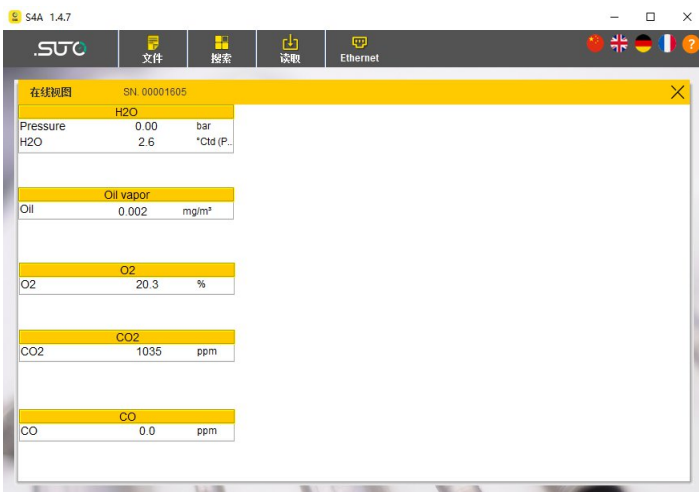 S4A 1.4.7
.SUTO
文件
搜索
读取
Ethernet
?
在线视图 SN. 00001605
H2O
Pressure 0.00 bar
H2O 2.6 °Ctd (P..
Oil vapor
Oil 0.002 mg/m³
O2
O2 20.3 %
CO2
CO2 1035 ppm
CO
CO 0.0 ppm